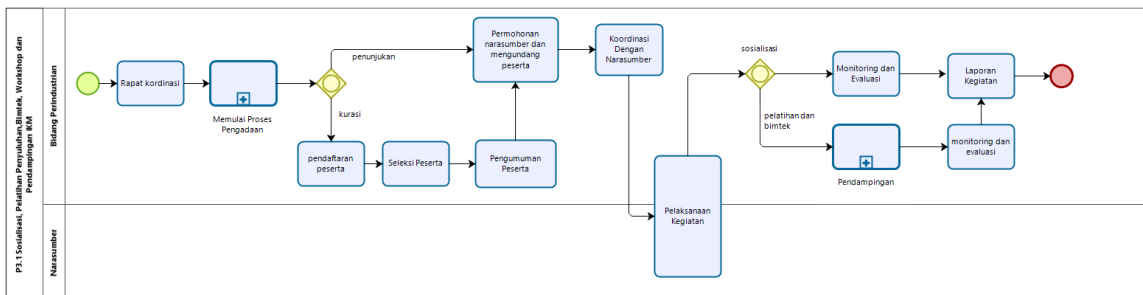 P3.1 Sosialisasi, Pelatihan Penyuluhan,Bimtek, Workshop dan
Pendampingan IKM
Bidang Perindustrian
Narasumber
Rapat kordinasi
Memulai Proses
Pengadaan
penunjukan
kurasi
pendaftaran
peserta
Seleksi Peserta
Pengumuman
Peserta
Permohonan
narasumber dan
mengundang
peserta
Koordinasi
Dengan
Narasumber
Pelaksanaan
Kegiatan
sosialisasi
pelatihan dan
bimtek
Monitoring dan
Evaluasi
Pendampingan
monitoring dan
evaluasi
Laporan
Kegiatan